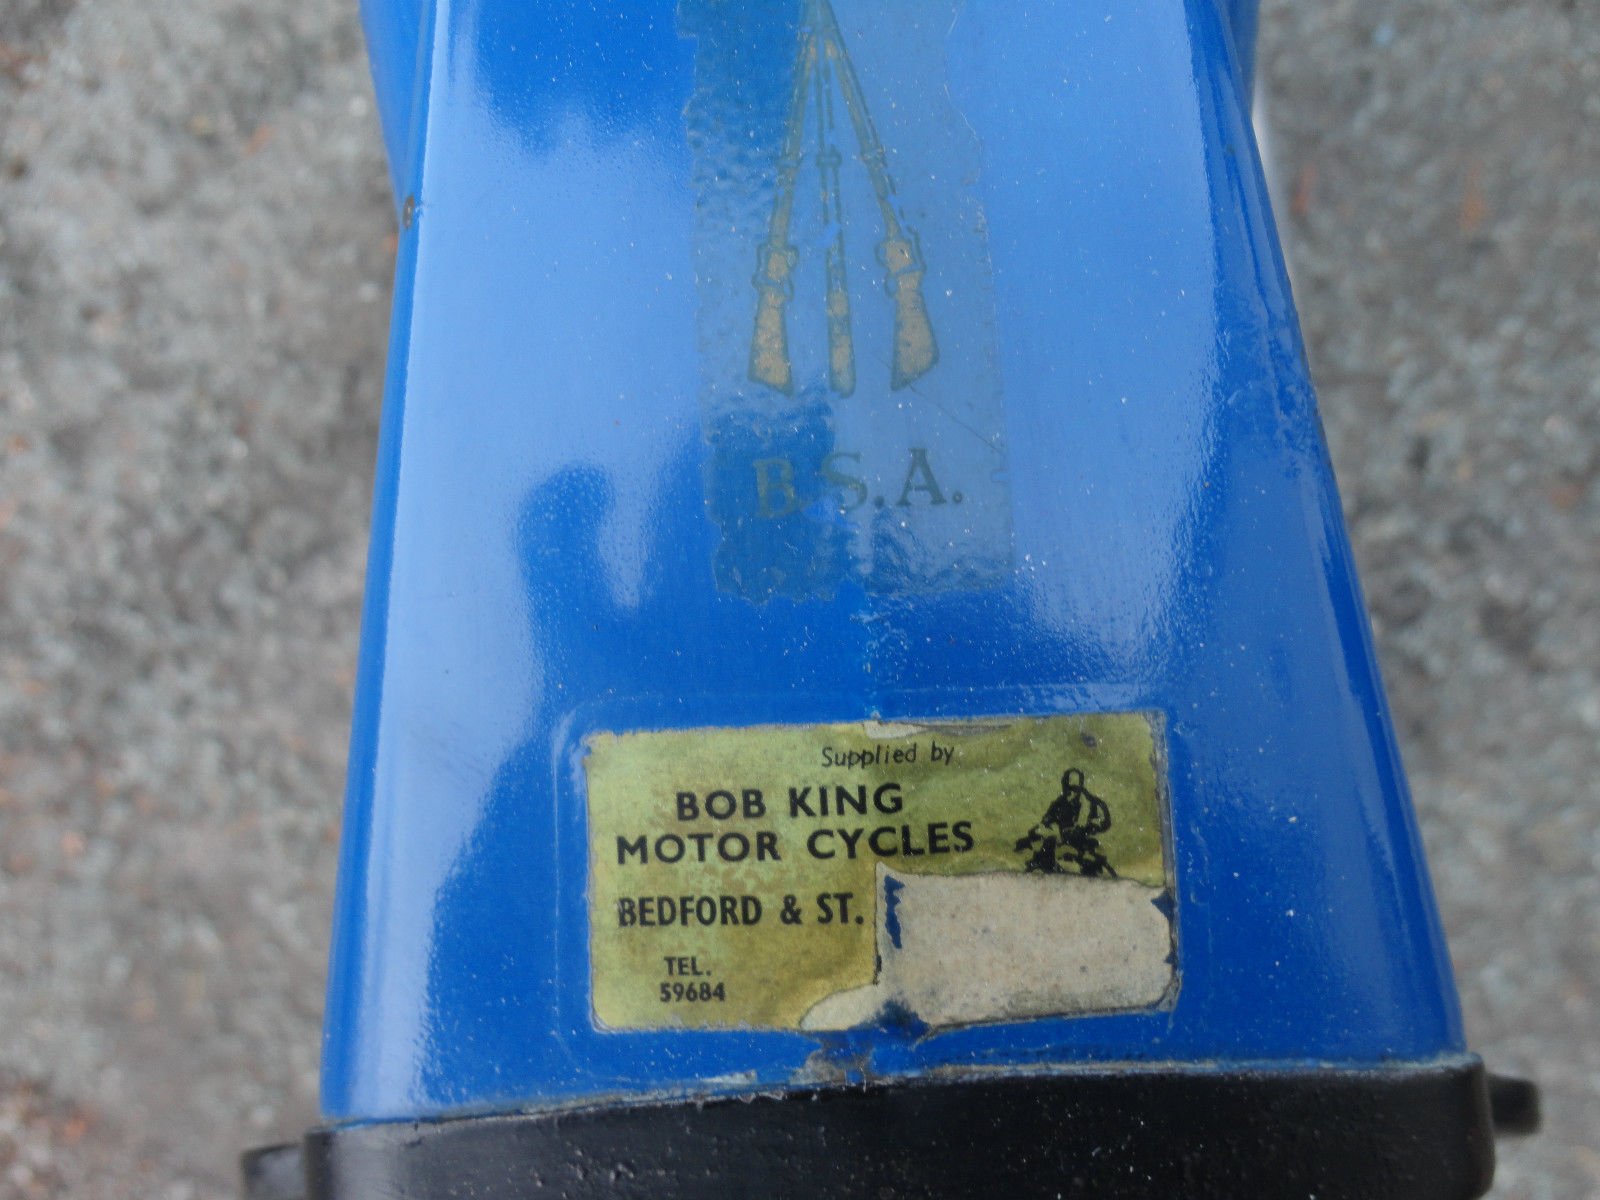 B.S.A.
Supplied by
BOB KING
MOTOR CYCLES
BEDFORD & ST.
TEL.
59684